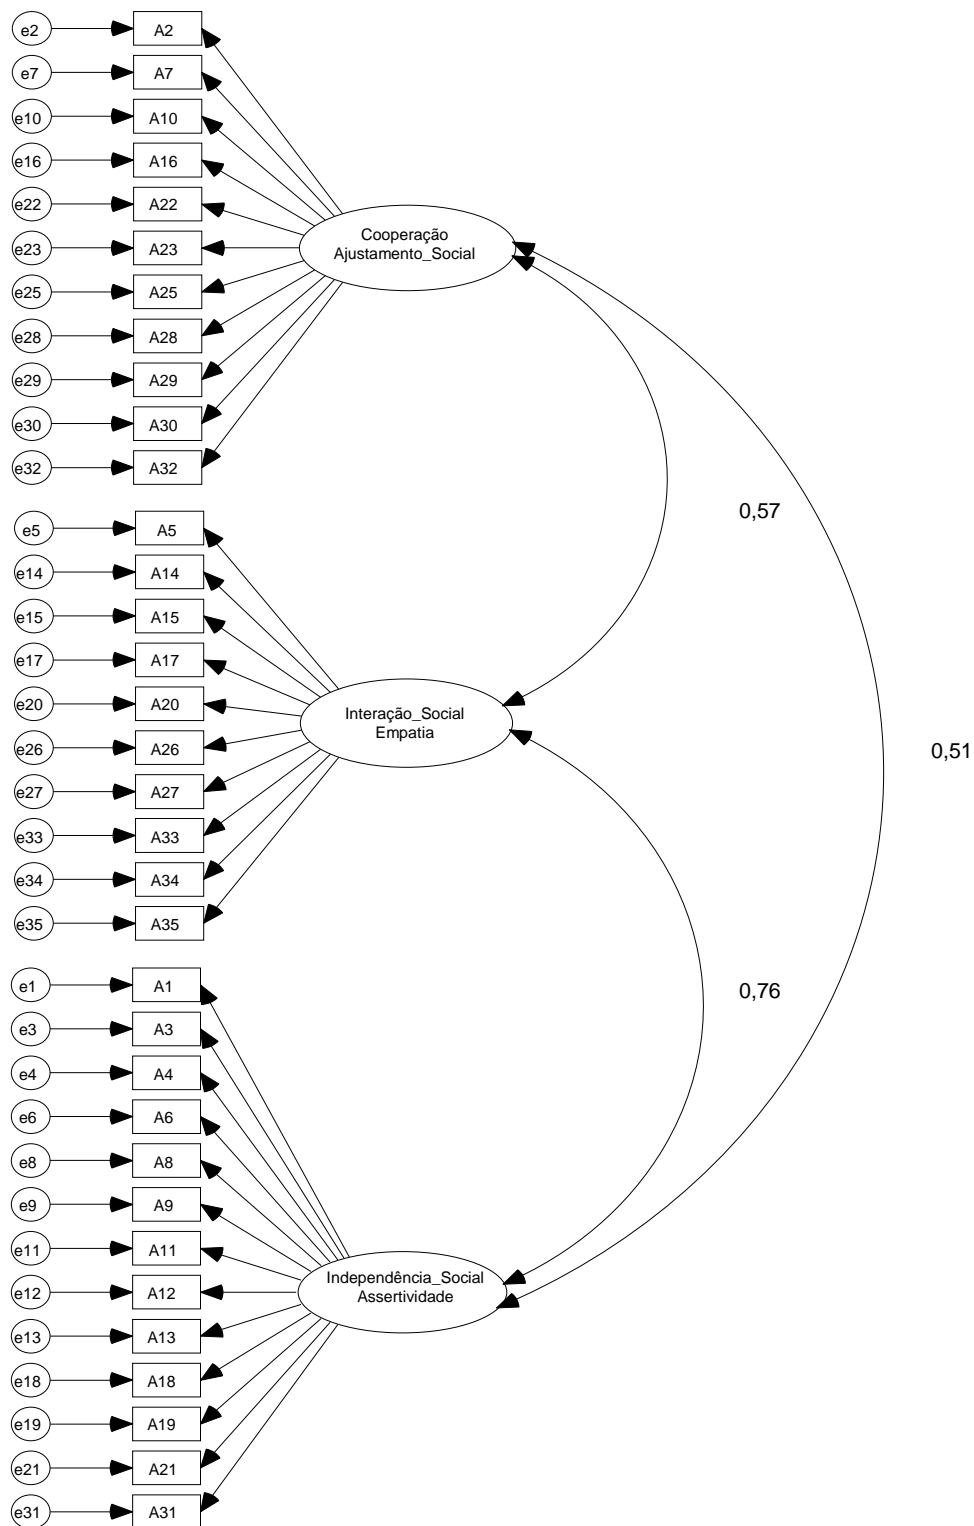 e2 A2
e7 A7
e10 A10
e16 A16
e22 A22
Cooperação
Ajustamento_Social
e23 A23
e25 A25
e28 A28
e29 A29
e30 A30
e32 A32
0,57
e5 A5
e14 A14
e15 A15
e17 A17
e20 A20
Interação_Social
Empatia
e26 A26
0,51
e27 A27
e33 A33
e34 A34
e35 A35
e1 A1
0,76
e3 A3
e4 A4
e6 A6
e8 A8
e9 A9
e11 A11
Independência_Social
Assertividade
e12 A12
e13 A13
e18 A18
e19 A19
e21 A21
e31 A31